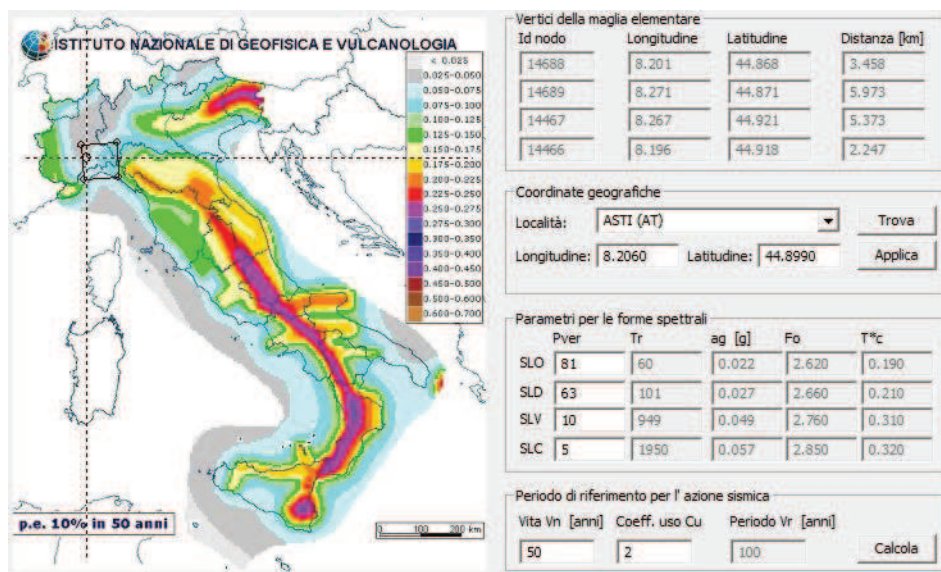 ISTITUTO NAZIONALE DI GEOFISICA E VULCANOLOGIA
< 0.025
0.025-0.050
0.050-0.075
0.075-0.100
0.100-0.125
0.125-0.150
0.150-0.175
0.175-0.200
0.200-0.225
0.225-0.250
0.250-0.275
0.275-0.300
0.300-0.350
0.350-0.400
0.400-0.450
0.450-0.500
0.500-0.600
0.600-0.700
p.e. 10% in 50 anni
0 100 200 km
Vertici della maglia elementare
Id nodo Longitudine Latitudine Distanza [km]
14688 8.201 44.868 3.458
14689 8.271 44.871 5.973
14467 8.267 44.921 5.373
14466 8.196 44.918 2.247
Coordinate geografiche
Località: ASTI (AT) Trova
Longitudine: 8.2060 Latitudine: 44.8990 Applica
Parametri per le forme spettrali
Pver Tr ag [g] Fo T*c
SLO 81 60 0.022 2.620 0.190
SLD 63 101 0.027 2.660 0.210
SLV 10 949 0.049 2.760 0.310
SLC 5 1950 0.057 2.850 0.320
Periodo di riferimento per l' azione sismica
Vita Vn [anni] Coeff. uso Cu Periodo Vr [anni]
50 2 100 Calcola